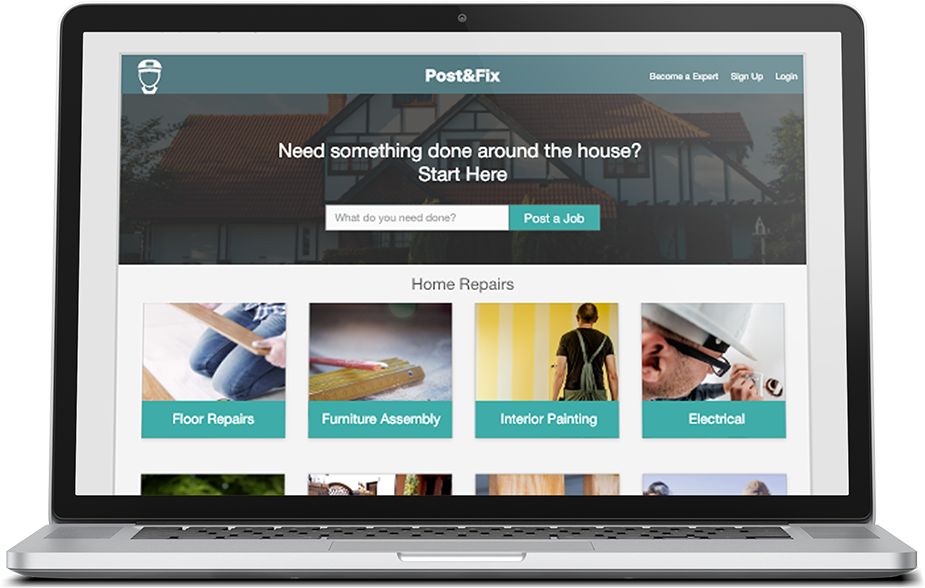 Post&Fix
Become a Expert
Sign Up
Login
Need something done around the house?
Start Here
What do you need done?
Post a Job
Home Repairs
Floor Repairs
Furniture Assembly
Interior Painting
Electrical